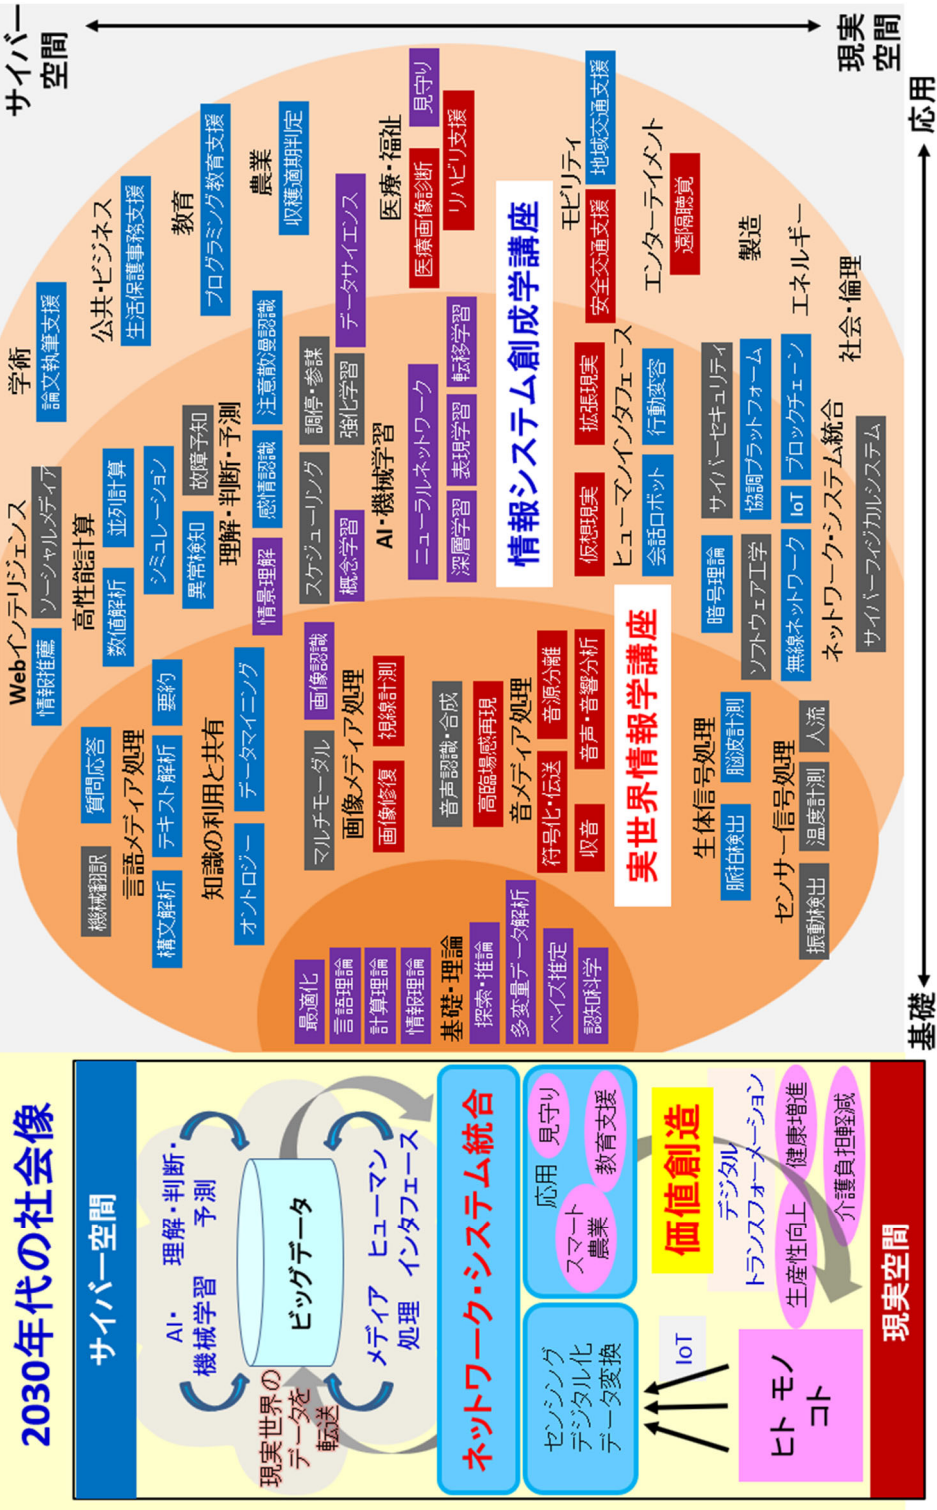 2030年代の社会像
サイバー空間
AI・
機械学習
理解・判断・
予測
ビッグデータ
現実世界の
データを
転送
メディア
処理
ヒューマン
インタフェース
ネットワーク・システム統合
センシング
デジタル化
データ変換
応用
見守り
スマート
農業
教育支援
IoT
価値創造
デジタル
トランスフォーメーション
生産性向上
健康増進
介護負担軽減
ヒト モノ
コト
現実空間
サイバー
空間
現実
空間
基礎
応用
Webインテリジェンス
情報推薦
ソーシャルメディア
学術
論文執筆支援
質問応答
機械翻訳
言語メディア処理
構文解析
テキスト解析
要約
高性能計算
数値解析
並列計算
シミュレーション
公共・ビジネス
生活保護事務支援
知識の利用と共有
オントロジー
データマイニング
異常検知
故障予知
理解・判断・予測
情景理解
感情認識
注意散漫認識
教育
プログラミング教育支援
農業
収穫適期判定
最適化
言語理論
計算理論
情報理論
基礎・理論
探索・推論
多変量データ解析
ベイズ推定
認知科学
マルチモーダル
画像認識
画像メディア処理
画像修復
視線計測
スケジューリング
調停・参謀
概念学習
強化学習
データサイエンス
AI・機械学習
ニューラルネットワーク
深層学習
表現学習
転移学習
医療・福祉
医療画像診断
見守り
リハビリ支援
音声認識・合成
高臨場感再現
音メディア処理
符号化・伝送
音源分離
収音
音声・音響分析
情報システム創成学講座
実世界情報学講座
仮想現実
拡張現実
ヒューマンインタフェース
会話ロボット
行動変容
モビリティ
安全交通支援
地域交通支援
エンターテイメント
遠隔聴覚
生体信号処理
脈拍検出
脳波計測
センサー信号処理
振動検出
温度計測
人流
暗号理論
サイバーセキュリティ
ソフトウェア工学
協調プラットフォーム
無線ネットワーク
IoT
ブロックチェーン
ネットワーク・システム統合
サイバーフィジカルシステム
製造
エネルギー
社会・倫理